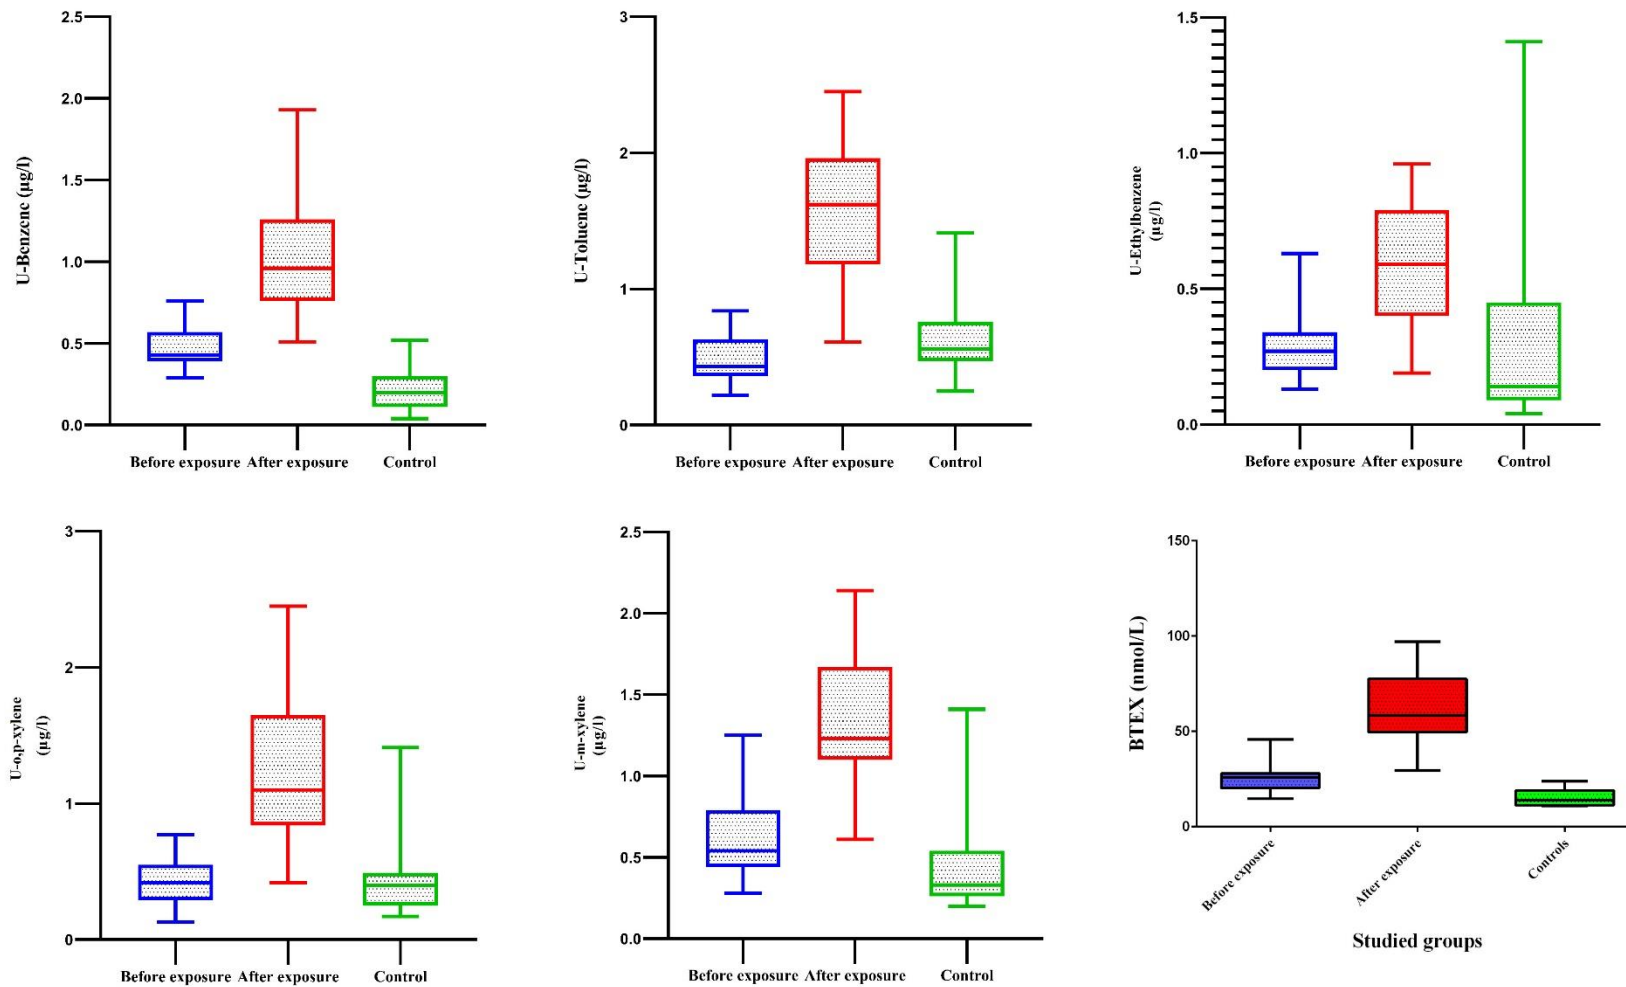 2.5
2.0
1.5
1.0
0.5
0.0
U-Benzene (µg/l)
Before exposure
After exposure
Control
3
2
1
0
U-Toluene (µg/l)
Before exposure
After exposure
Control
1.5
1.0
0.5
0.0
U-Ethylbenzene
(µg/l)
Before exposure
After exposure
Control
3
2
1
0
U-o,p-xylene
(µg/l)
Before exposure
After exposure
Control
2.5
2.0
1.5
1.0
0.5
0.0
U-m-xylene
(µg/l)
Before exposure
After exposure
Control
150
100
50
0
BTEX (nmol/L)
Before exposure
After exposure
Controls
Studied groups